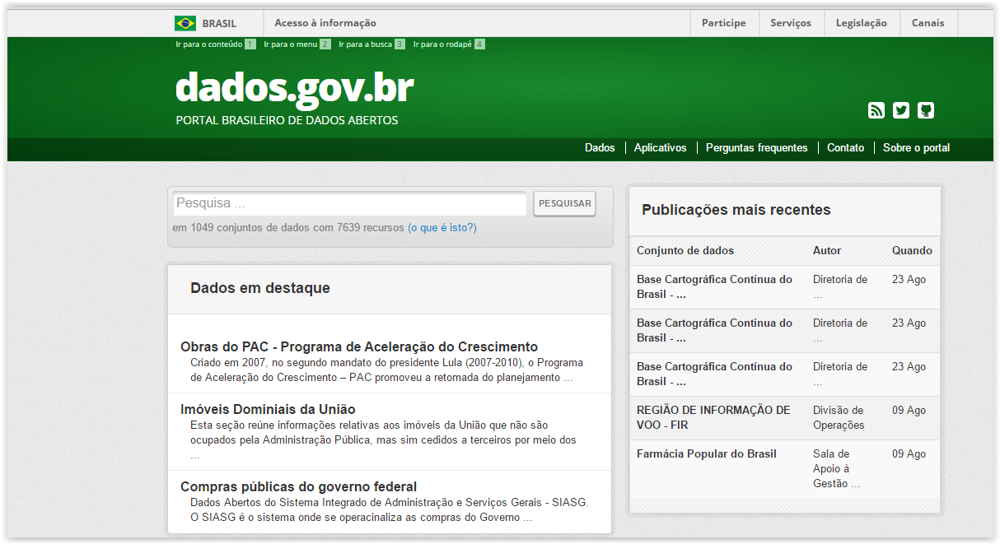 BRASIL Acesso à informação Participe Serviços Legislação Canais
Ir para o conteúdo 1 Ir para o menu 2 Ir para a busca 3 Ir para o rodapé 4
dados.gov.br
PORTAL BRASILEIRO DE DADOS ABERTOS
Dados Aplicativos Perguntas frequentes Contato Sobre o portal
Pesquisa ... PESQUISAR
em 1049 conjuntos de dados com 7639 recursos (o que é isto?)
Dados em destaque
Obras do PAC - Programa de Aceleração do Crescimento
Criado em 2007, no segundo mandato do presidente Lula (2007-2010), o Programa
de Aceleração do Crescimento – PAC promoveu a retomada do planejamento ...
Imóveis Dominiais da União
Esta seção reúne informações relativas aos imóveis da União que não são
ocupados pela Administração Pública, mas sim cedidos a terceiros por meio dos
...
Compras públicas do governo federal
Dados Abertos do Sistema Integrado de Administração e Serviços Gerais - SIASG.
O SIASG é o sistema onde se operacinaliza as compras do Governo ...
Publicações mais recentes
Conjunto de dados Autor Quando
Base Cartográfica Contínua do Diretoria de 23 Ago
Brasil - ... ...
Base Cartográfica Contínua do Diretoria de 23 Ago
Brasil - ... ...
Base Cartográfica Contínua do Diretoria de 23 Ago
Brasil - ... ...
REGIÃO DE INFORMAÇÃO DE Divisão de 09 Ago
VOO - FIR Operações
Farmácia Popular do Brasil Sala de 09 Ago
Apoio à
Gestão ...